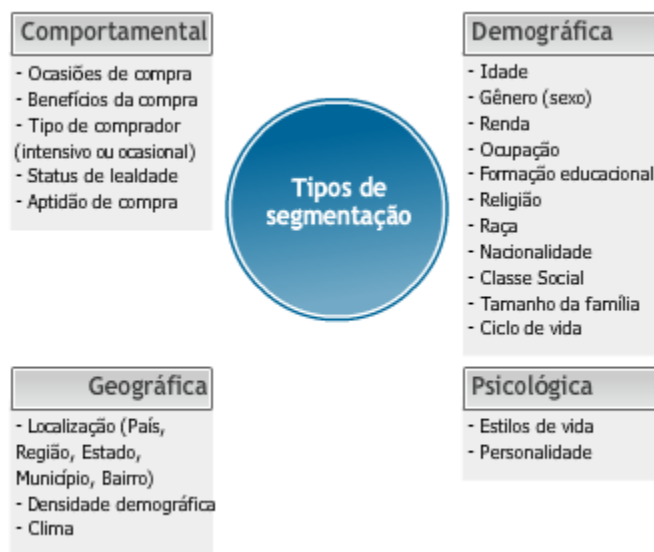 Comportamental
- Ocasiões de compra
- Benefícios da compra
- Tipo de comprador
(intensivo ou ocasional)
- Status de lealdade
- Aptidão de compra
Demográfica
- Idade
- Gênero (sexo)
- Renda
- Ocupação
- Formação educacional
- Religião
- Raça
- Nacionalidade
- Classe Social
- Tamanho da família
- Ciclo de vida
Tipos de
segmentação
Geográfica
- Localização (País,
Região, Estado,
Município, Bairro)
- Densidade demográfica
- Clima
Psicológica
- Estilos de vida
- Personalidade